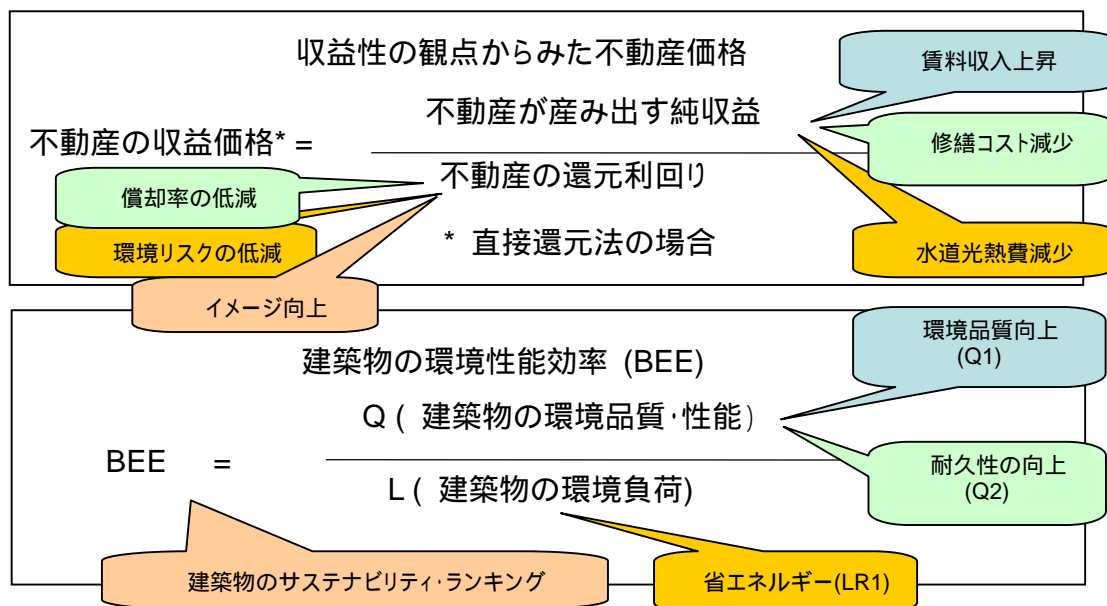 収益性の観点からみた不動産価格
賃料収入上昇
不動産が産み出す純収益
不動産の収益価格* =
修繕コスト減少
不動産の還元利回り
償却率の低減
環境リスクの低減
* 直接還元法の場合
水道光熱費減少
イメージ向上
環境品質向上
(Q1)
建築物の環境性能効率 (BEE)
Q ( 建築物の環境品質・性能)
BEE =
耐久性の向上
(Q2)
L ( 建築物の環境負荷)
建築物のサステナビリティ・ランキング
省エネルギー(LR1)